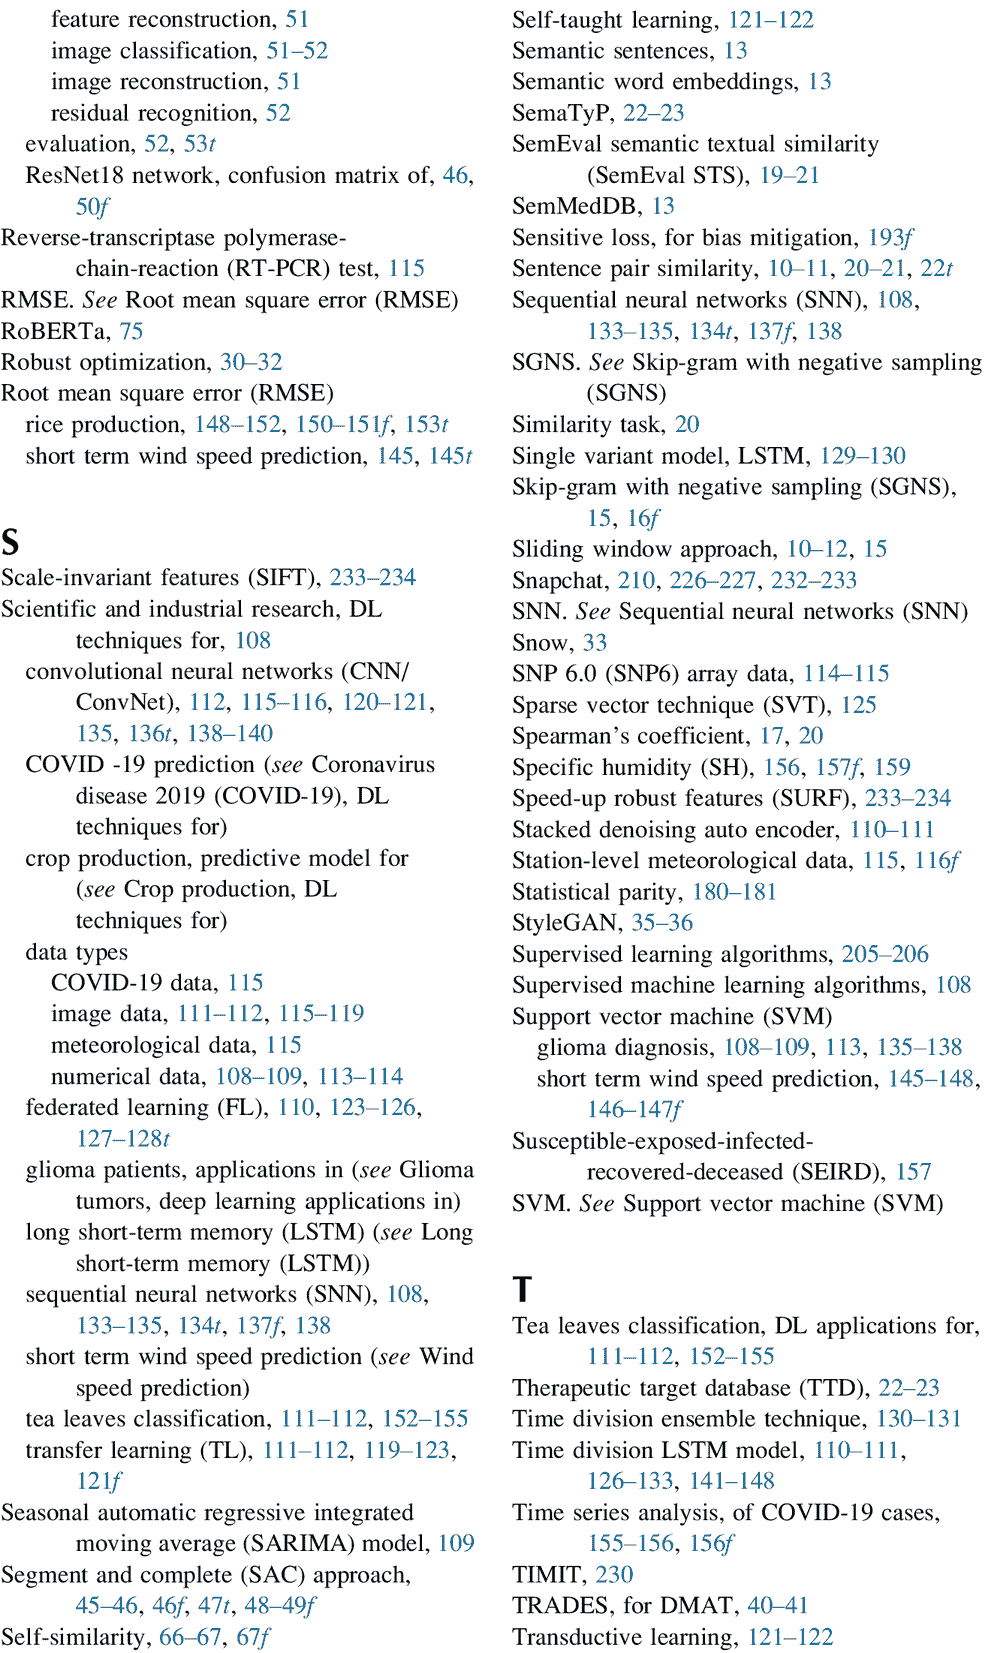 feature reconstruction, 51
image classification, 51–52
image reconstruction, 51
residual recognition, 52
evaluation, 52, 53t
ResNet18 network, confusion matrix of, 46,
50f
Reverse-transcriptase polymerase-
chain-reaction (RT-PCR) test, 115
RMSE. See Root mean square error (RMSE)
RoBERTa, 75
Robust optimization, 30–32
Root mean square error (RMSE)
rice production, 148–152, 150–151f, 153t
short term wind speed prediction, 145, 145t
S
Scale-invariant features (SIFT), 233–234
Scientific and industrial research, DL
techniques for, 108
convolutional neural networks (CNN/
ConvNet), 112, 115–116, 120–121,
135, 136t, 138–140
COVID -19 prediction (see Coronavirus
disease 2019 (COVID-19), DL
techniques for)
crop production, predictive model for
(see Crop production, DL
techniques for)
data types
COVID-19 data, 115
image data, 111–112, 115–119
meteorological data, 115
numerical data, 108–109, 113–114
federated learning (FL), 110, 123–126,
127–128t
glioma patients, applications in (see Glioma
tumors, deep learning applications in)
long short-term memory (LSTM) (see Long
short-term memory (LSTM))
sequential neural networks (SNN), 108,
133–135, 134t, 137f, 138
short term wind speed prediction (see Wind
speed prediction)
tea leaves classification, 111–112, 152–155
transfer learning (TL), 111–112, 119–123,
121f
Seasonal automatic regressive integrated
moving average (SARIMA) model, 109
Segment and complete (SAC) approach,
45–46, 46f, 47t, 48–49f
Self-similarity, 66–67, 67f
Self-taught learning, 121–122
Semantic sentences, 13
Semantic word embeddings, 13
SemaTyP, 22–23
SemEval semantic textual similarity
(SemEval STS), 19–21
SemMedDB, 13
Sensitive loss, for bias mitigation, 193f
Sentence pair similarity, 10–11, 20–21, 22t
Sequential neural networks (SNN), 108,
133–135, 134t, 137f, 138
SGNS. See Skip-gram with negative sampling
(SGNS)
Similarity task, 20
Single variant model, LSTM, 129–130
Skip-gram with negative sampling (SGNS),
15, 16f
Sliding window approach, 10–12, 15
Snapchat, 210, 226–227, 232–233
SNN. See Sequential neural networks (SNN)
Snow, 33
SNP 6.0 (SNP6) array data, 114–115
Sparse vector technique (SVT), 125
Spearman's coefficient, 17, 20
Specific humidity (SH), 156, 157f, 159
Speed-up robust features (SURF), 233–234
Stacked denoising auto encoder, 110–111
Station-level meteorological data, 115, 116f
Statistical parity, 180–181
StyleGAN, 35–36
Supervised learning algorithms, 205–206
Supervised machine learning algorithms, 108
Support vector machine (SVM)
glioma diagnosis, 108–109, 113, 135–138
short term wind speed prediction, 145–148,
146–147f
Susceptible-exposed-infected-
recovered-deceased (SEIRD), 157
SVM. See Support vector machine (SVM)
T
Tea leaves classification, DL applications for,
111–112, 152–155
Therapeutic target database (TTD), 22–23
Time division ensemble technique, 130–131
Time division LSTM model, 110–111,
126–133, 141–148
Time series analysis, of COVID-19 cases,
155–156, 156f
TIMIT, 230
TRADES, for DMAT, 40–41
Transductive learning, 121–122